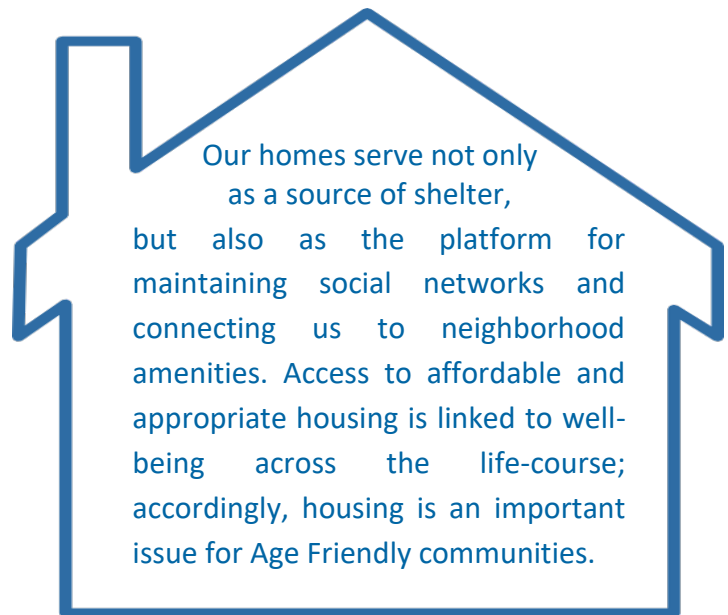 Our homes serve not only
as a source of shelter,
but also as the platform for
maintaining social networks and
connecting us to neighborhood
amenities. Access to affordable and
appropriate housing is linked to well-
being across the life-course;
accordingly, housing is an important
issue for Age Friendly communities.